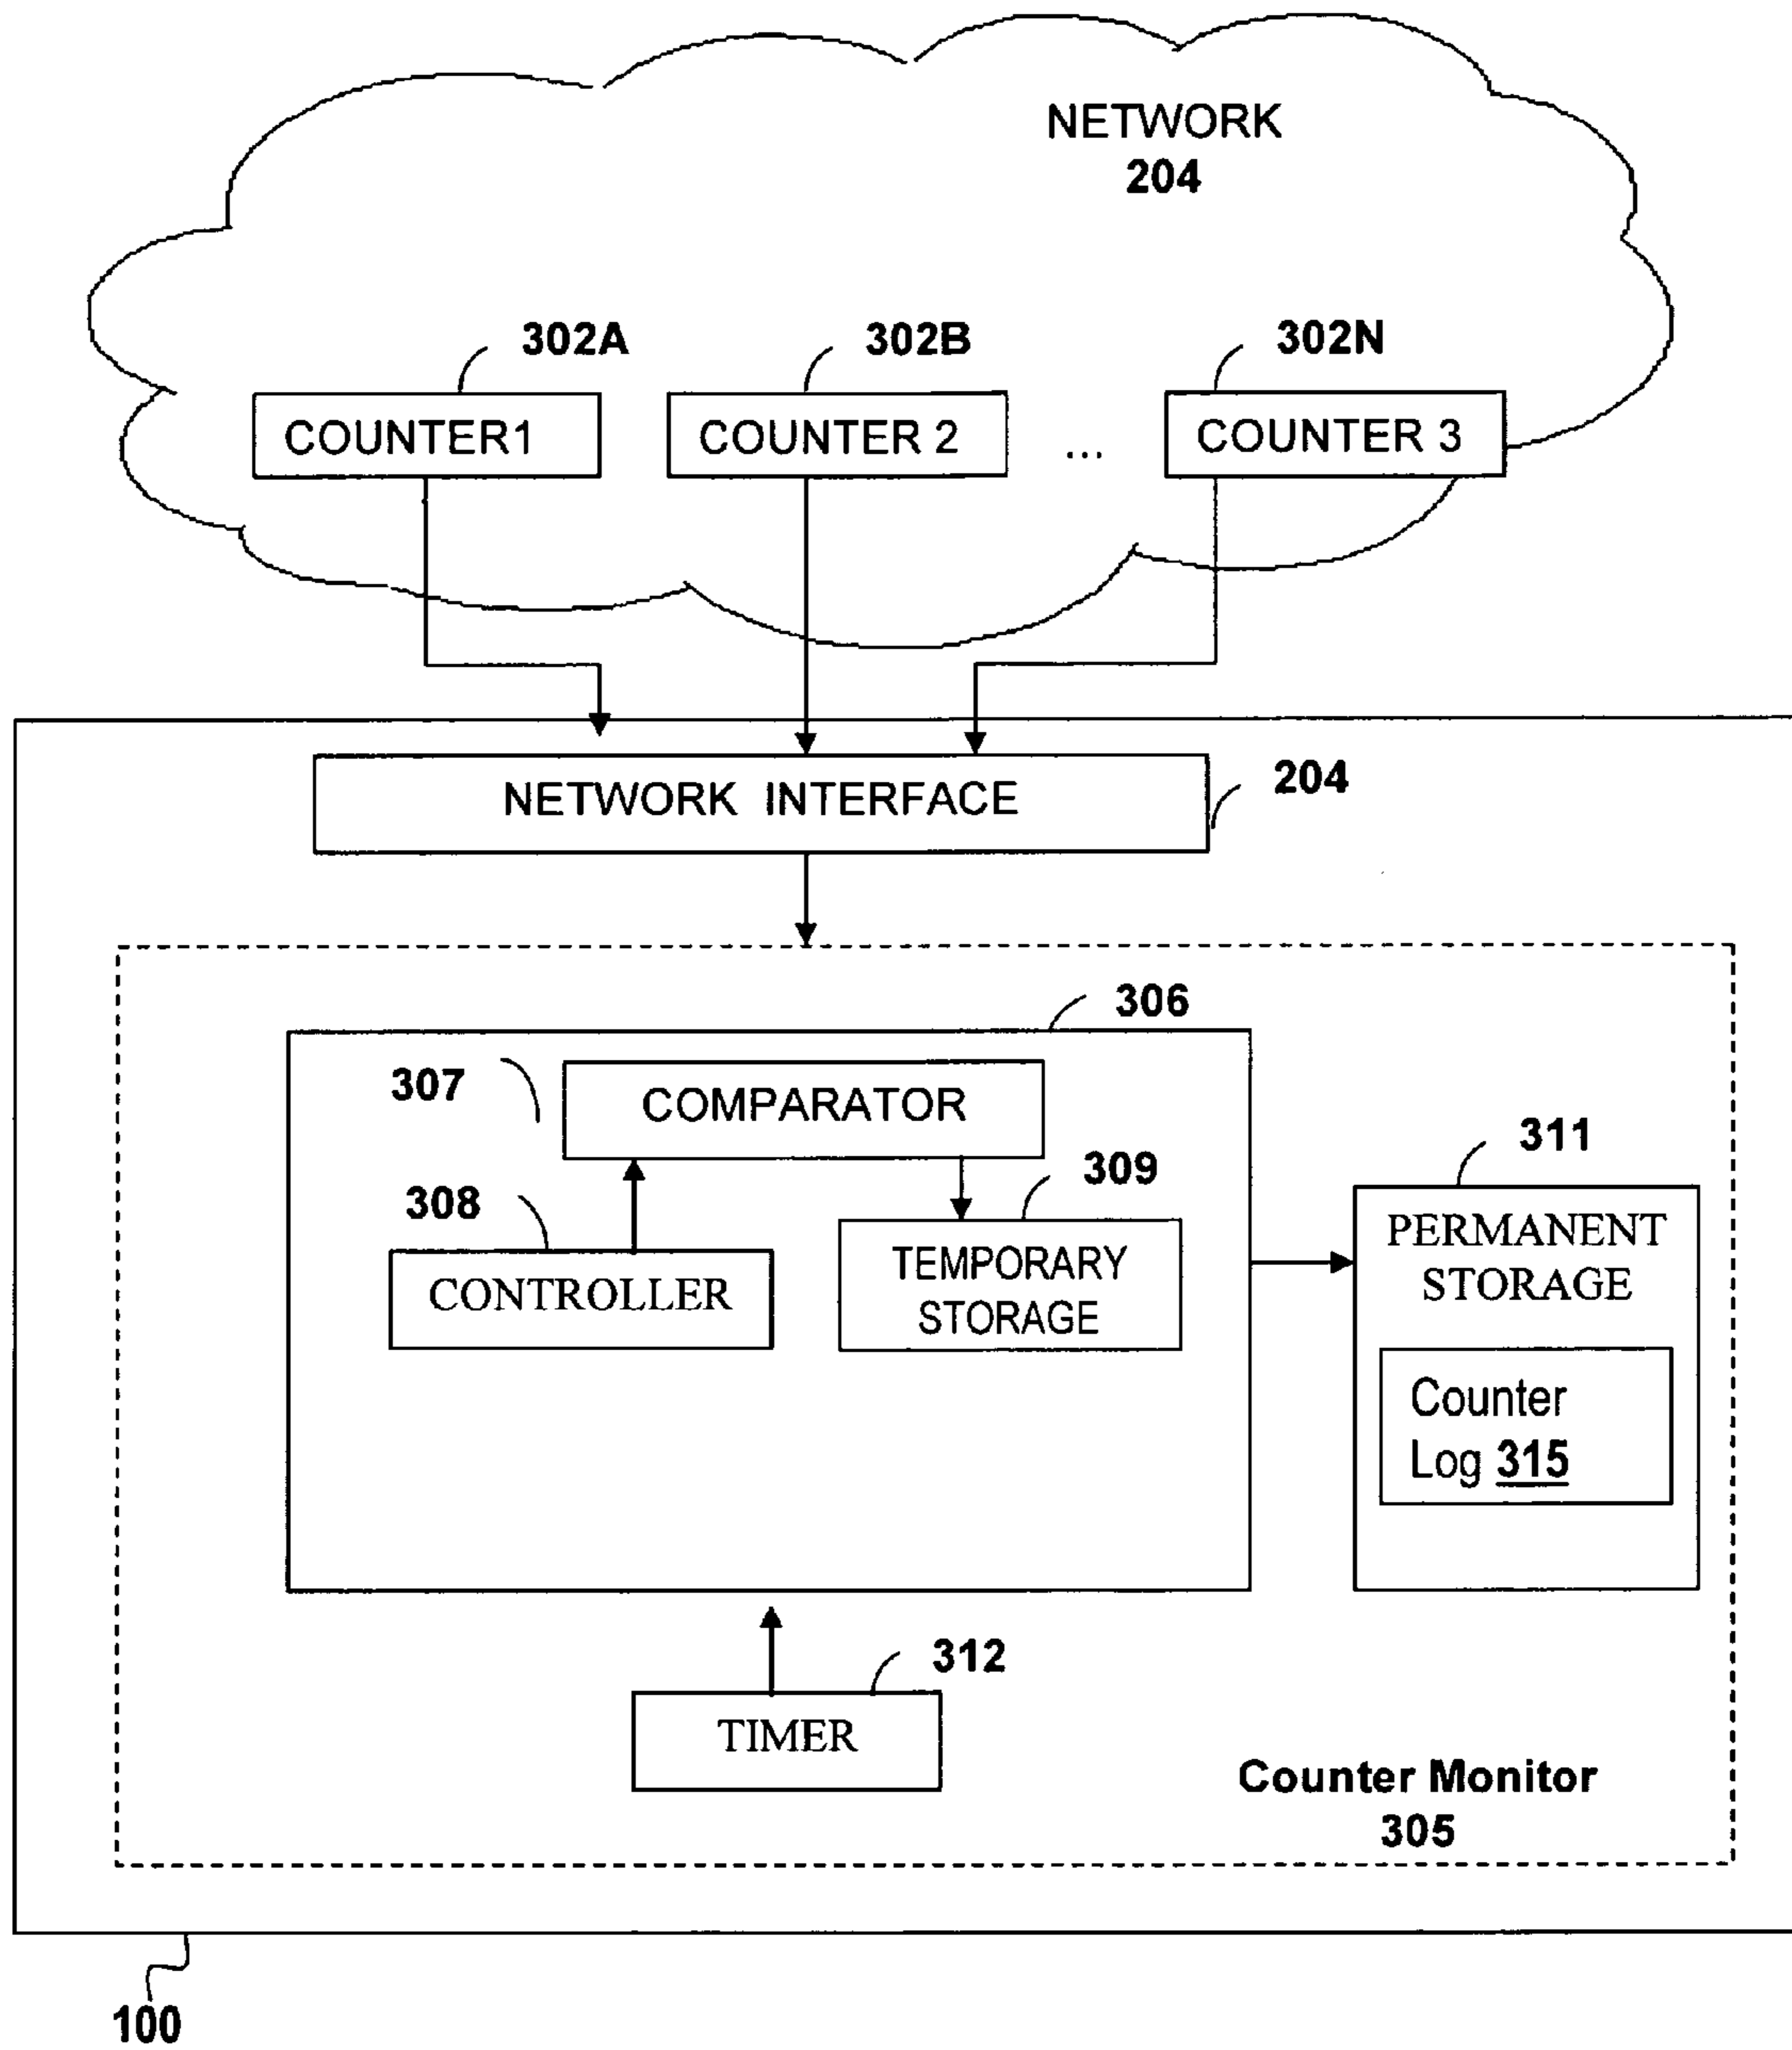 NETWORK
204
302A
302B
302N
COUNTER1
COUNTER 2
...
COUNTER 3
NETWORK INTERFACE
204
306
307
COMPARATOR
308
309
311
CONTROLLER
TEMPORARY
STORAGE
PERMANENT
STORAGE
Counter
Log 315
312
TIMER
Counter Monitor
305
100